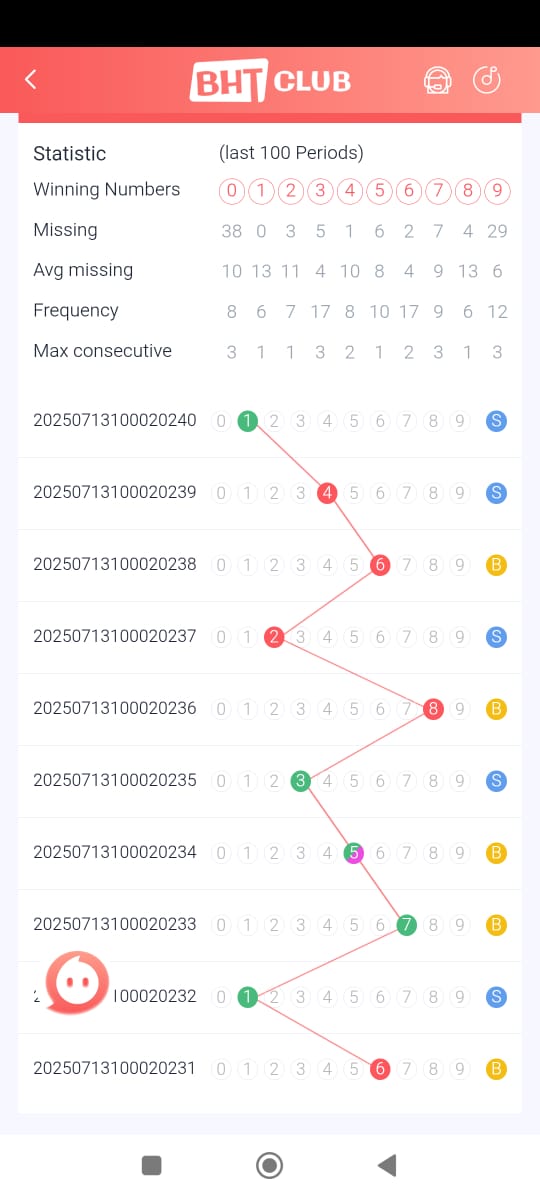 BHT CLUB
Statistic (last 100 Periods)
Winning Numbers 0 1 2 3 4 5 6 7 8 9
Missing 38 0 3 5 1 6 2 7 4 29
Avg missing 10 13 11 4 10 8 4 9 13 6
Frequency 8 6 7 17 8 10 17 9 6 12
Max consecutive 3 1 1 3 2 1 2 3 1 3
20250713100020240 0 1 2 3 4 5 6 7 8 9 S
20250713100020239 0 1 2 3 4 5 6 7 8 9 S
20250713100020238 0 1 2 3 4 5 6 7 8 9 B
20250713100020237 0 1 2 3 4 5 6 7 8 9 S
20250713100020236 0 1 2 3 4 5 6 7 8 9 B
20250713100020235 0 1 2 3 4 5 6 7 8 9 S
20250713100020234 0 1 2 3 4 5 6 7 8 9 B
20250713100020233 0 1 2 3 4 5 6 7 8 9 B
100020232 0 1 2 3 4 5 6 7 8 9 S
20250713100020231 0 1 2 3 4 5 6 7 8 9 B